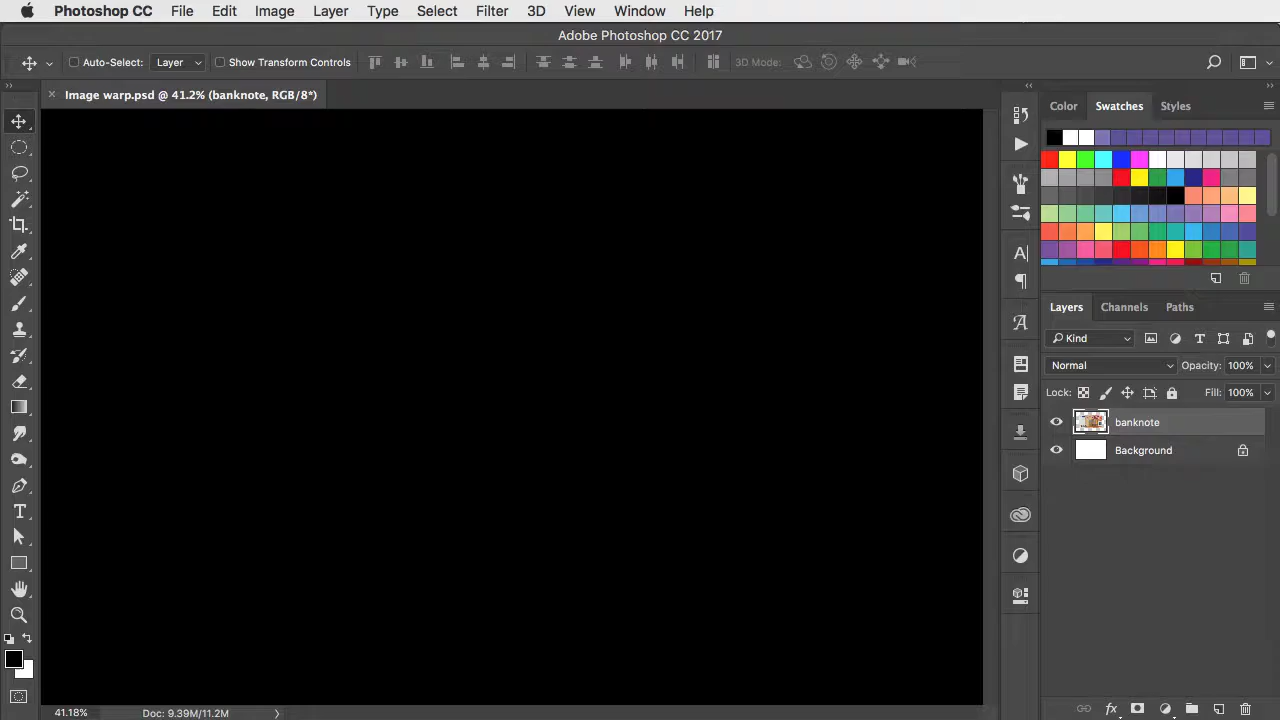 Photoshop CC File Edit Image Layer Type Select Filter 3D View Window Help
Adobe Photoshop CC 2017
Auto-Select: Layer Show Transform Controls 3D Mode:
Image warp.psd @ 41.2% (banknote, RGB/8*)
Color Swatches Styles
Layers Channels Paths
Kind
Normal Opacity: 100%
Lock: Fill: 100%
banknote
Background
41.18% Doc: 9.39M/11.2M